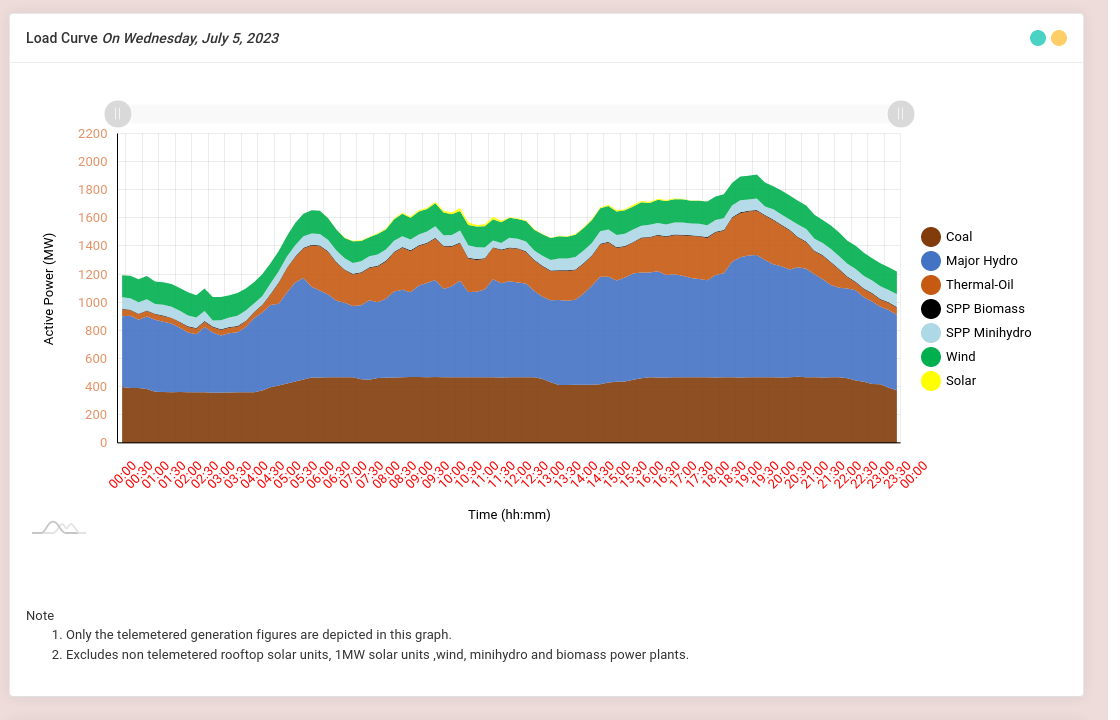 Load Curve On Wednesday, July 5, 2023
2200
2000
1800
1600
1400
1200
1000
800
600
400
200
0
Active Power (MW)
00:00 00:30 01:00 01:30 02:00 02:30 03:00 03:30 04:00 04:30 05:00 05:30 06:00 06:30 07:00 07:30 08:00 08:30 09:00 09:30 10:00 10:30 11:00 11:30 12:00 12:30 13:00 13:30 14:00 14:30 15:00 15:30 16:00 16:30 17:00 17:30 18:00 18:30 19:00 19:30 20:00 20:30 21:00 21:30 22:00 22:30 23:00 23:30 00:00
Time (hh:mm)
Coal
Major Hydro
Thermal-Oil
SPP Biomass
SPP Minihydro
Wind
Solar
Note
1. Only the telemetered generation figures are depicted in this graph.
2. Excludes non telemetered rooftop solar units, 1MW solar units ,wind, minihydro and biomass power plants.